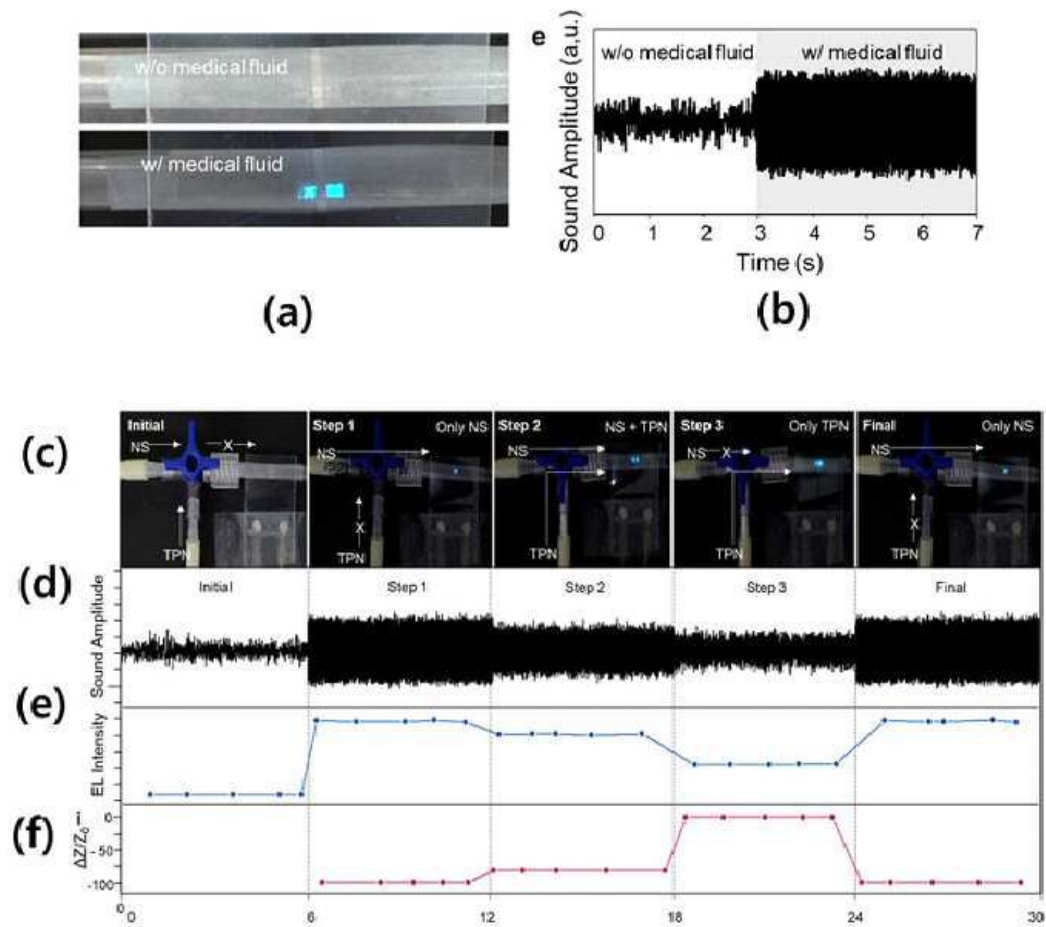 w/o medical fluid
w/ medical fluid
(a)
e
Sound Amplitude (a,u.)
w/o medical fluid
w/ medical fluid
0 1 2 3 4 5 6 7
Time (s)
(b)
(c)
Initial
NS
X
TPN
Step 1
Only NS
NS
X
TPN
Step 2
NS + TPN
NS
TPN
Step 3
Only TPN
NS
X
TPN
Final
Only NS
NS
X
TPN
(d)
Sound Amplitude
Initial
Step 1
Step 2
Step 3
Final
(e)
EL Intensity
(f)
0
-50
-100
0
0 6 12 18 24 30